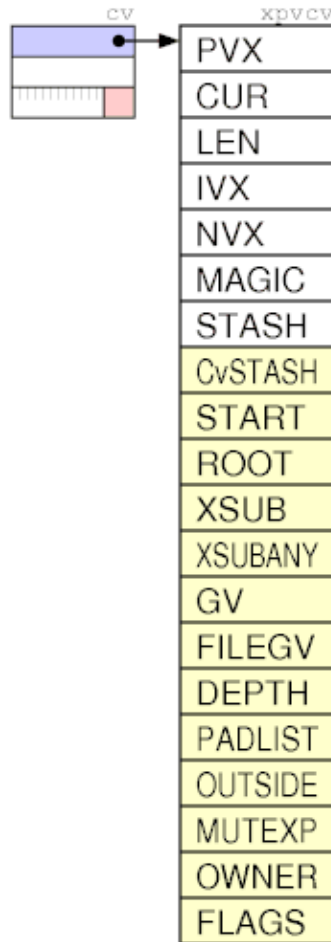 cv
xpvcv
PVX
CUR
LEN
IVX
NVX
MAGIC
STASH
CvSTASH
START
ROOT
XSUB
XSUBANY
GV
FILEGV
DEPTH
PADLIST
OUTSIDE
MUTEXP
OWNER
FLAGS